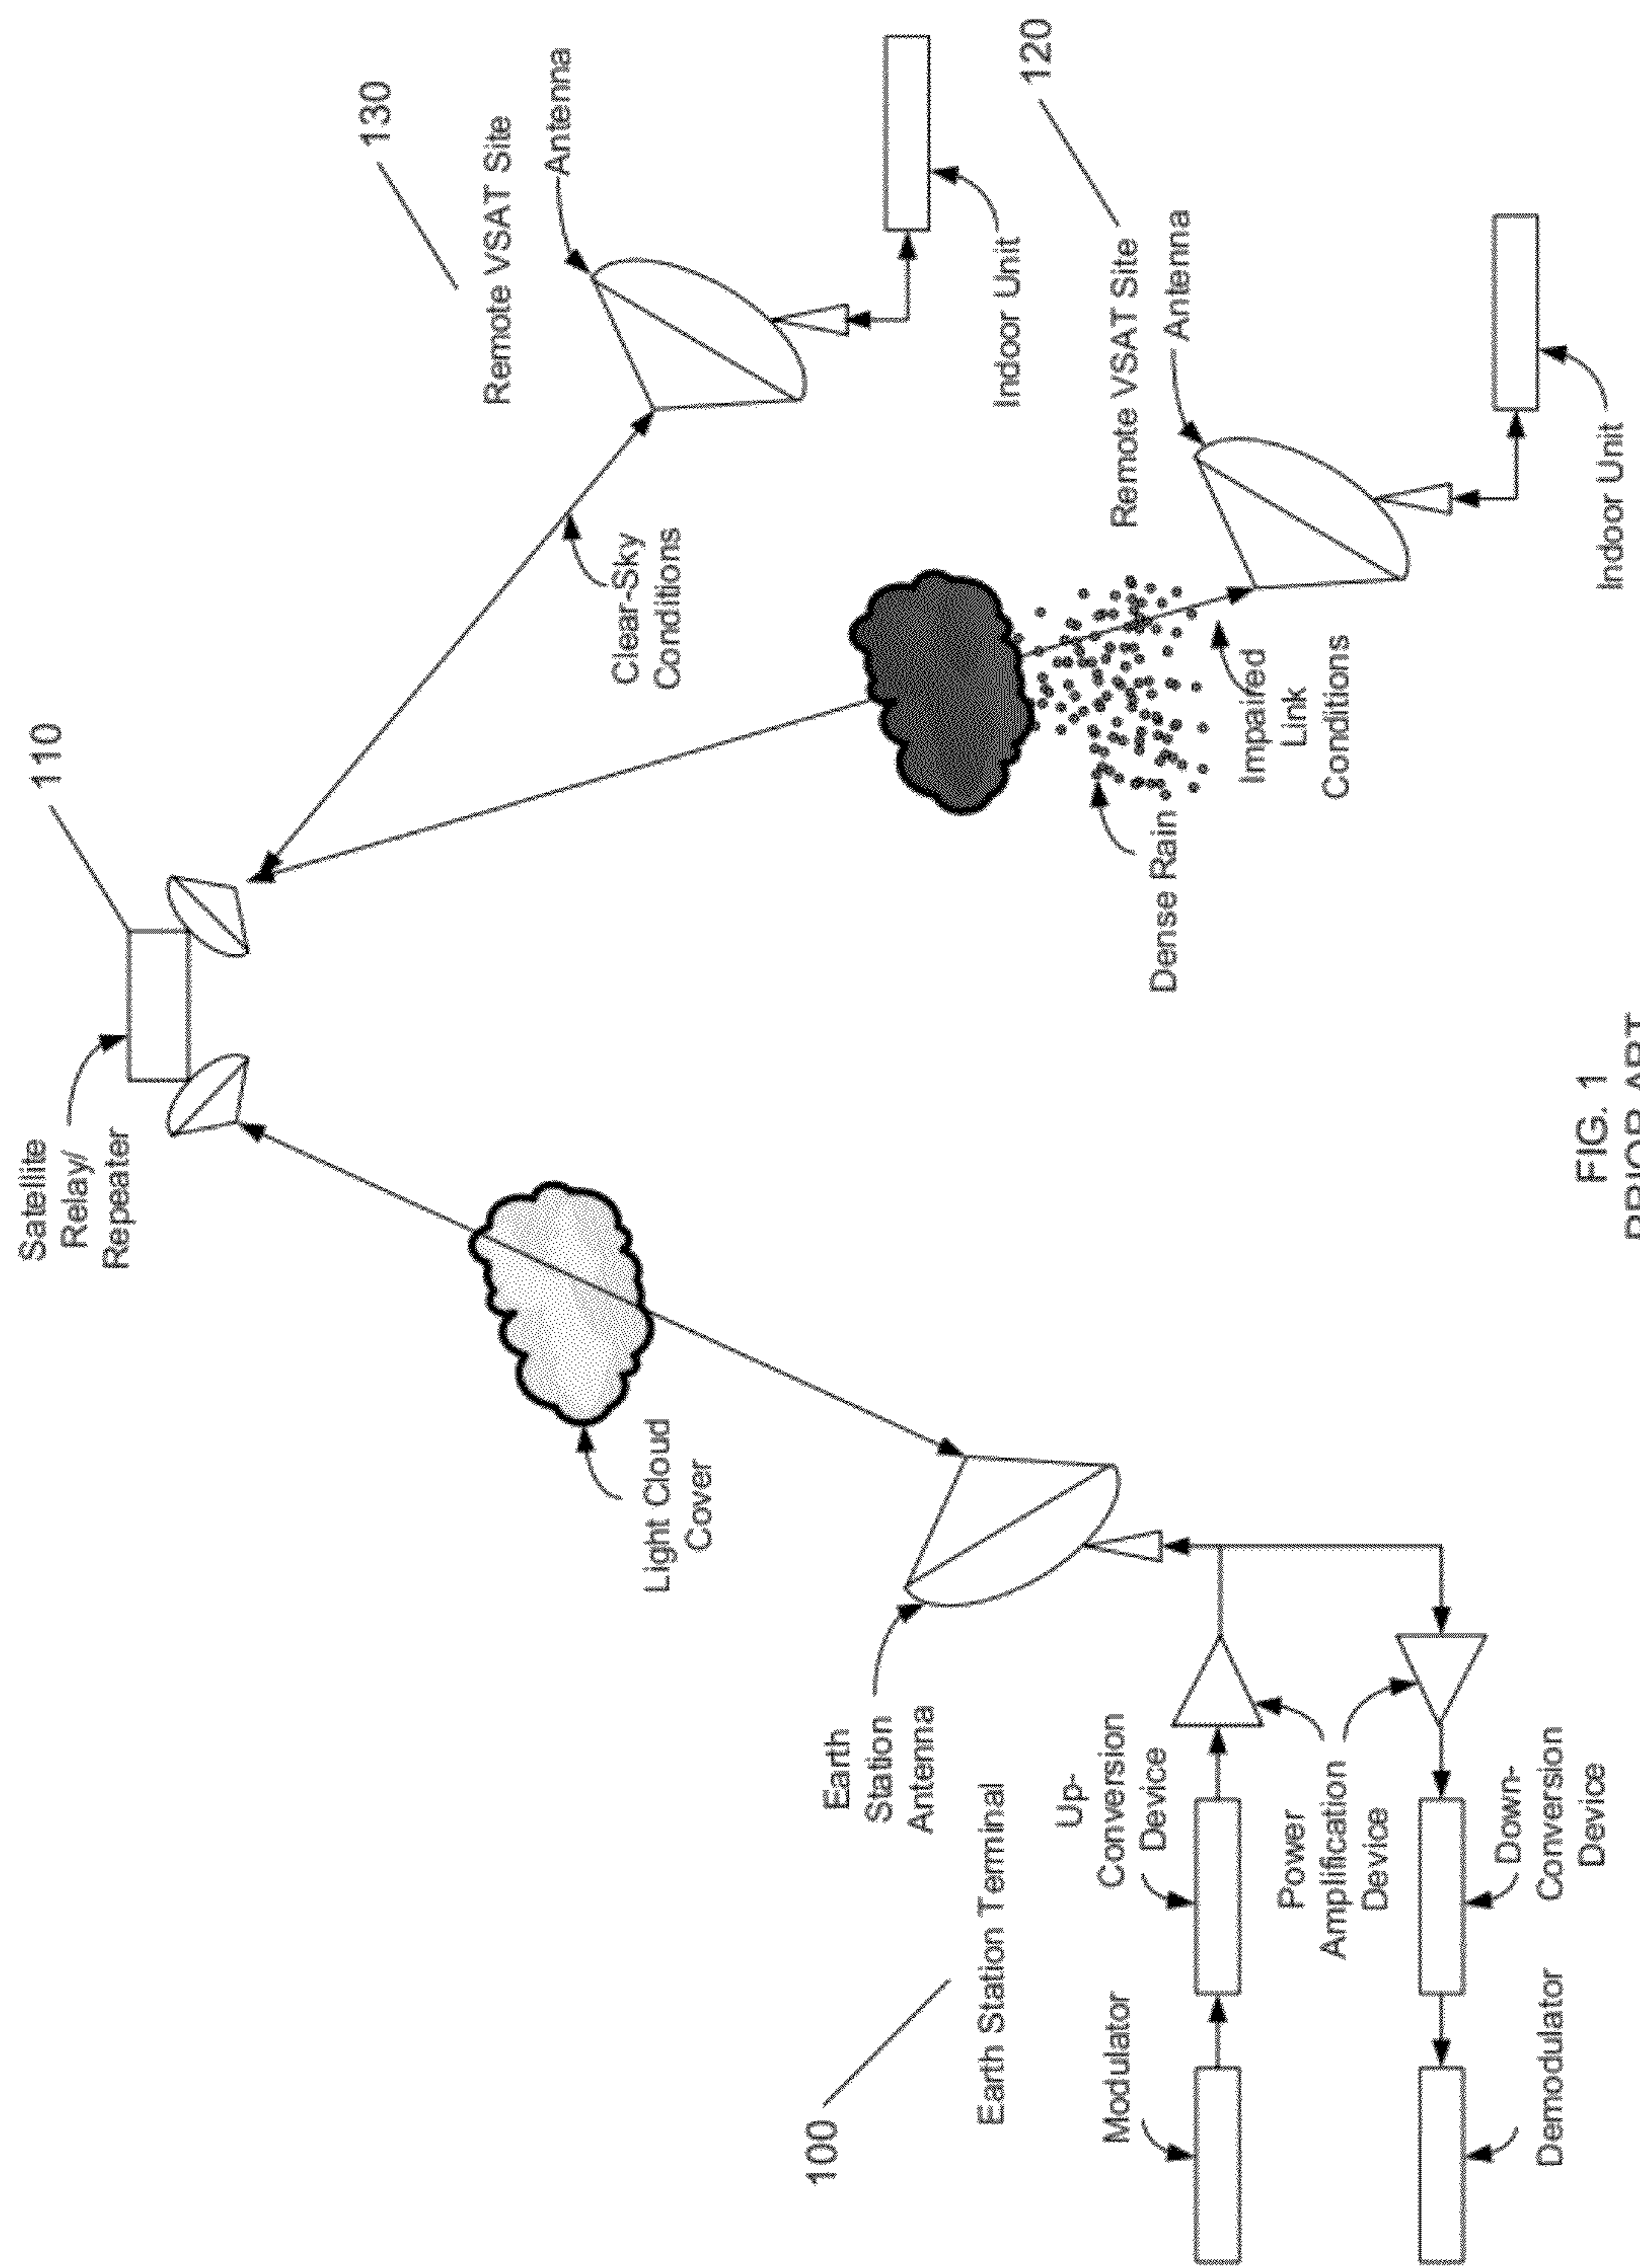 Satellite
Relay/
Repeater
110
130
Remote VSAT Site
Antenna
Clear-Sky
Conditions
Indoor Unit
Light Cloud
Cover
120
Remote VSAT Site
Antenna
Dense Rain
Impaired
Link
Conditions
Indoor Unit
Earth
Station
Antenna
100
Earth Station Terminal
Modulator
Up-
Conversion
Device
Power
Amplification
Device
Demodulator
Down-
Conversion
Device
FIG. 1
PRIOR ART